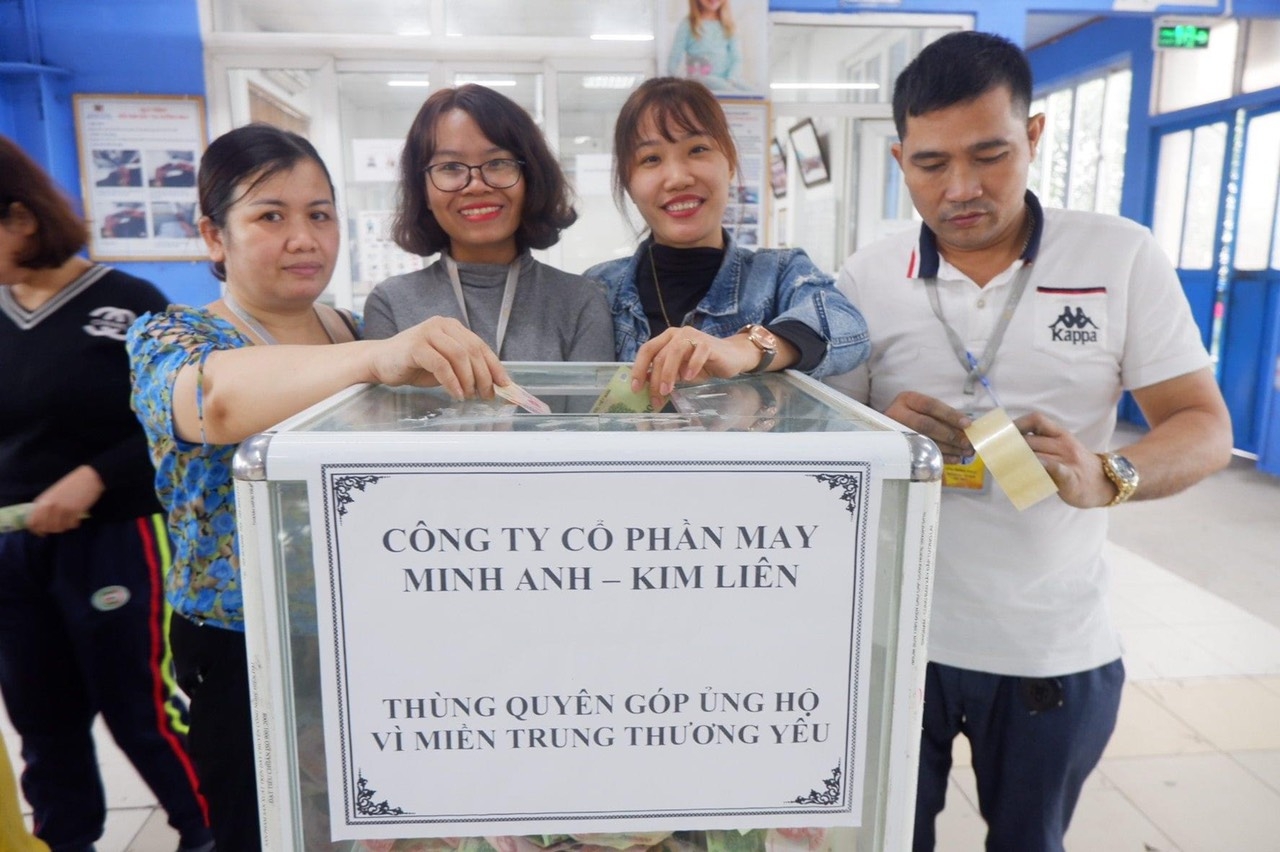 CÔNG TY CỔ PHẦN MAY
MINH ANH – KIM LIÊN
THÙNG QUYÊN GÓP ỦNG HỘ
VÌ MIỀN TRUNG THƯƠNG YÊU
Kappa